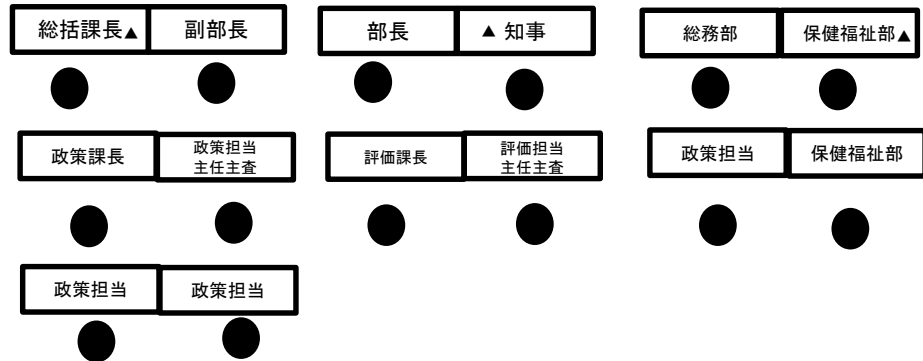 総括課長▲ 副部長 部長 ▲ 知事 総務部 保健福祉部▲
政策課長 政策担当 主任主査 評価課長 評価担当 主任主査 政策担当 保健福祉部
政策担当 政策担当